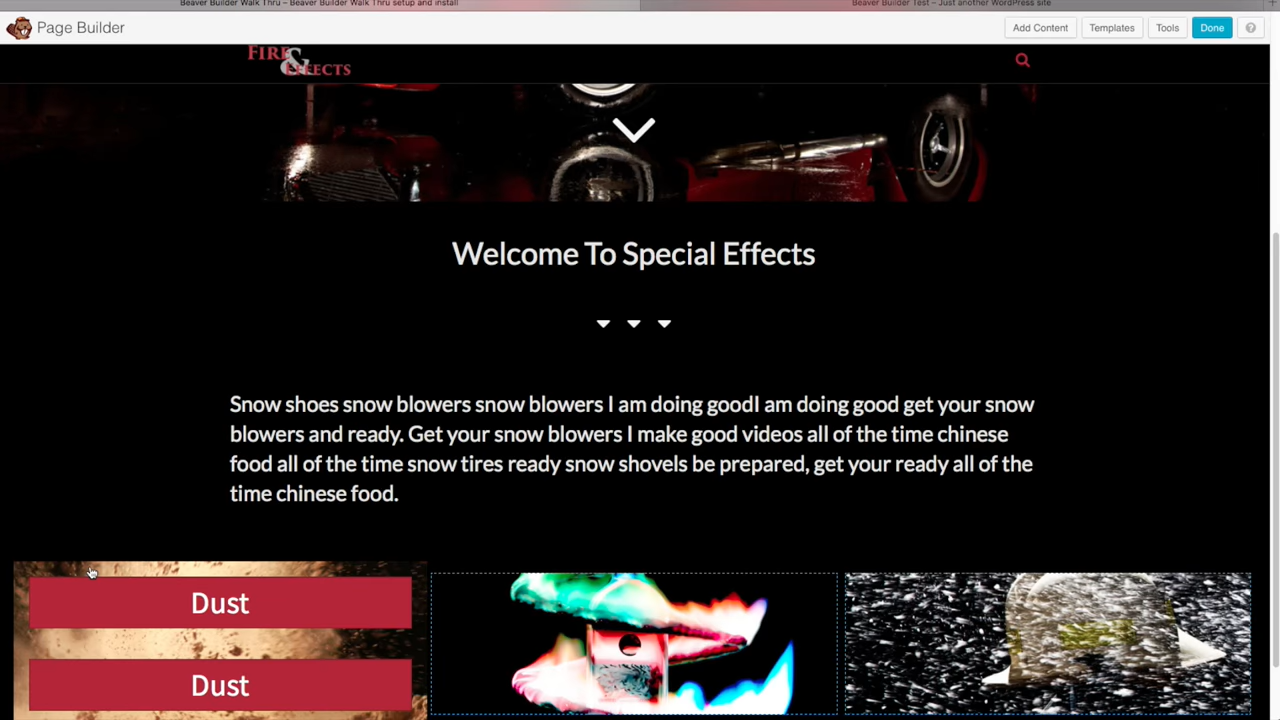 Beaver Builder Walk Thru – Beaver Builder Walk Thru setup and install
Beaver Builder Test – Just another WordPress site
Page Builder
Add Content
Templates
Tools
Done
?
FIRE
&
EFFECTS
Welcome To Special Effects
Snow shoes snow blowers snow blowers I am doing goodI am doing good get your snow
blowers and ready. Get your snow blowers I make good videos all of the time chinese
food all of the time snow tires ready snow shovels be prepared, get your ready all of the
time chinese food.
Dust
Dust